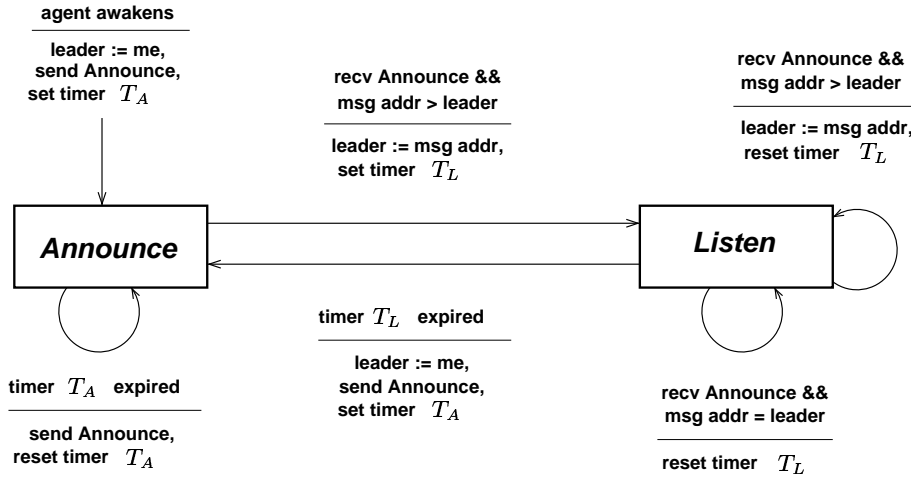 agent awakens
leader := me,
send Announce,
set timer T_A
recv Announce &&
msg addr > leader
leader := msg addr,
set timer T_L
recv Announce &&
msg addr > leader
leader := msg addr,
reset timer T_L
Announce
Listen
timer T_L expired
leader := me,
send Announce,
set timer T_A
timer T_A expired
send Announce,
reset timer T_A
recv Announce &&
msg addr = leader
reset timer T_L